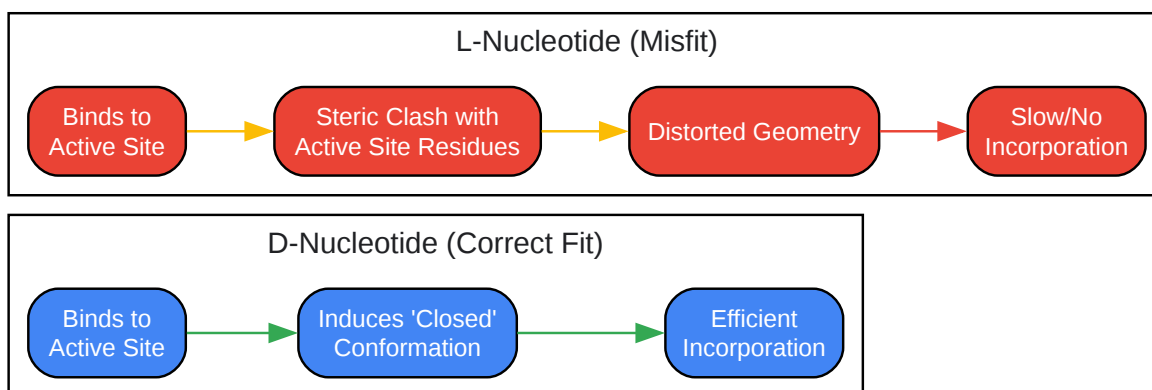 L-Nucleotide (Misfit)
Binds to
Active Site
Steric Clash with
Active Site Residues
Distorted Geometry
Slow/No
Incorporation
D-Nucleotide (Correct Fit)
Binds to
Active Site
Induces 'Closed'
Conformation
Efficient
Incorporation